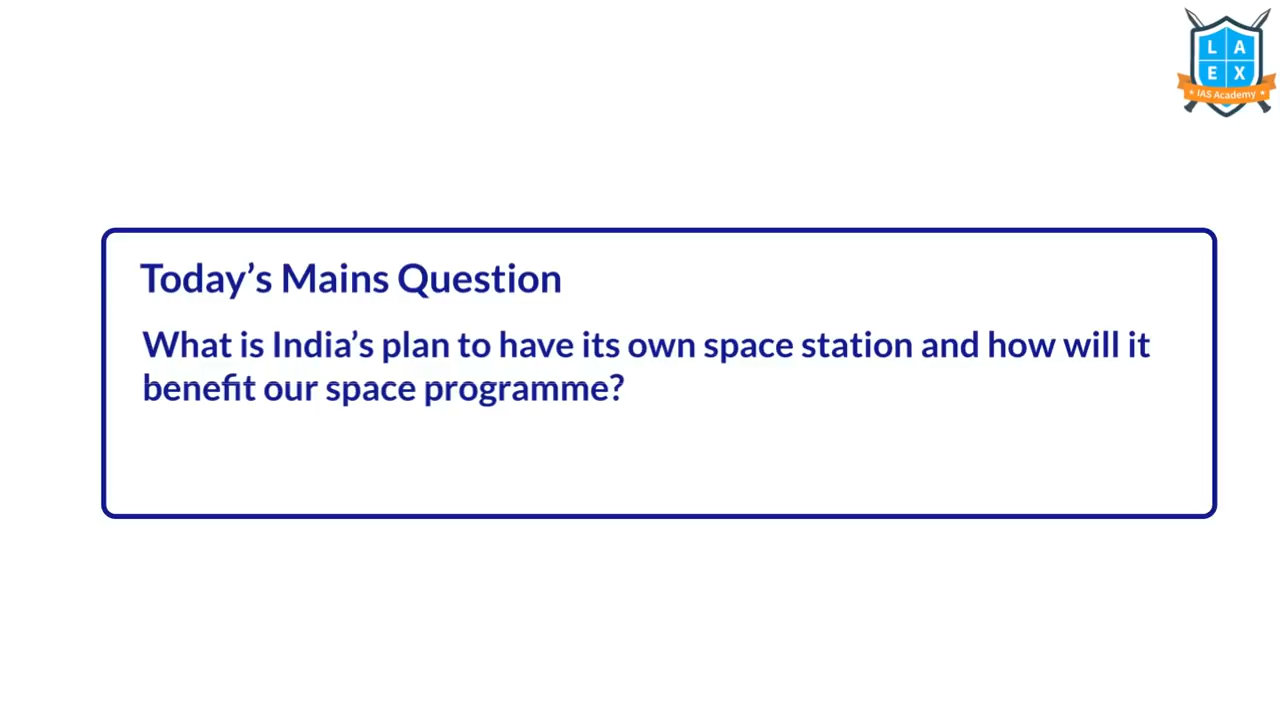 L A
E X
IAS Academy
Today’s Mains Question
What is India’s plan to have its own space station and how will it
benefit our space programme?